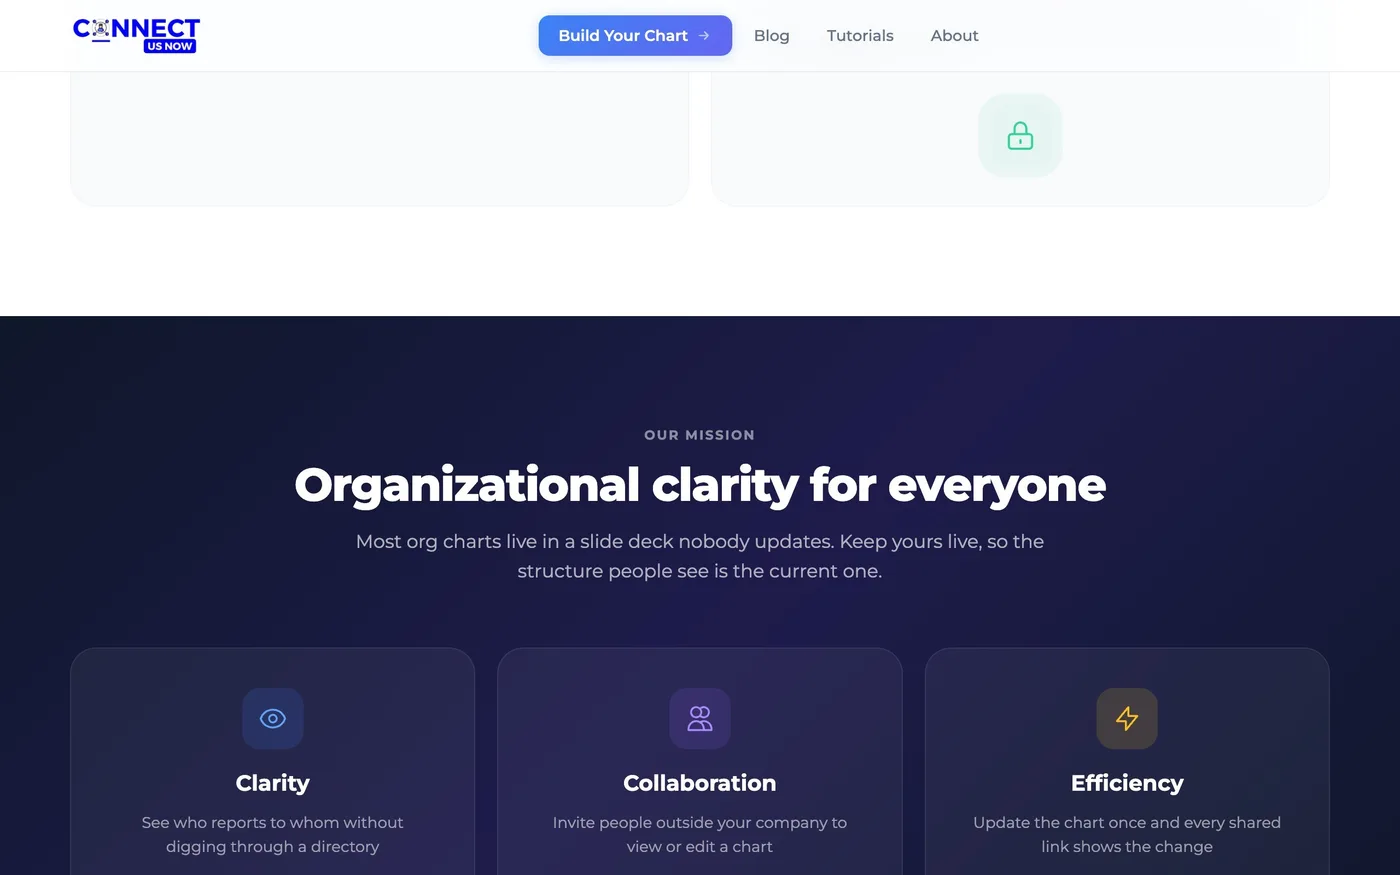 CONNECT
US NOW
Build Your Chart →
Blog
Tutorials
About
OUR MISSION
Organizational clarity for everyone
Most org charts live in a slide deck nobody updates. Keep yours live, so the
structure people see is the current one.
Clarity
See who reports to whom without
digging through a directory
Collaboration
Invite people outside your company to
view or edit a chart
Efficiency
Update the chart once and every shared
link shows the change